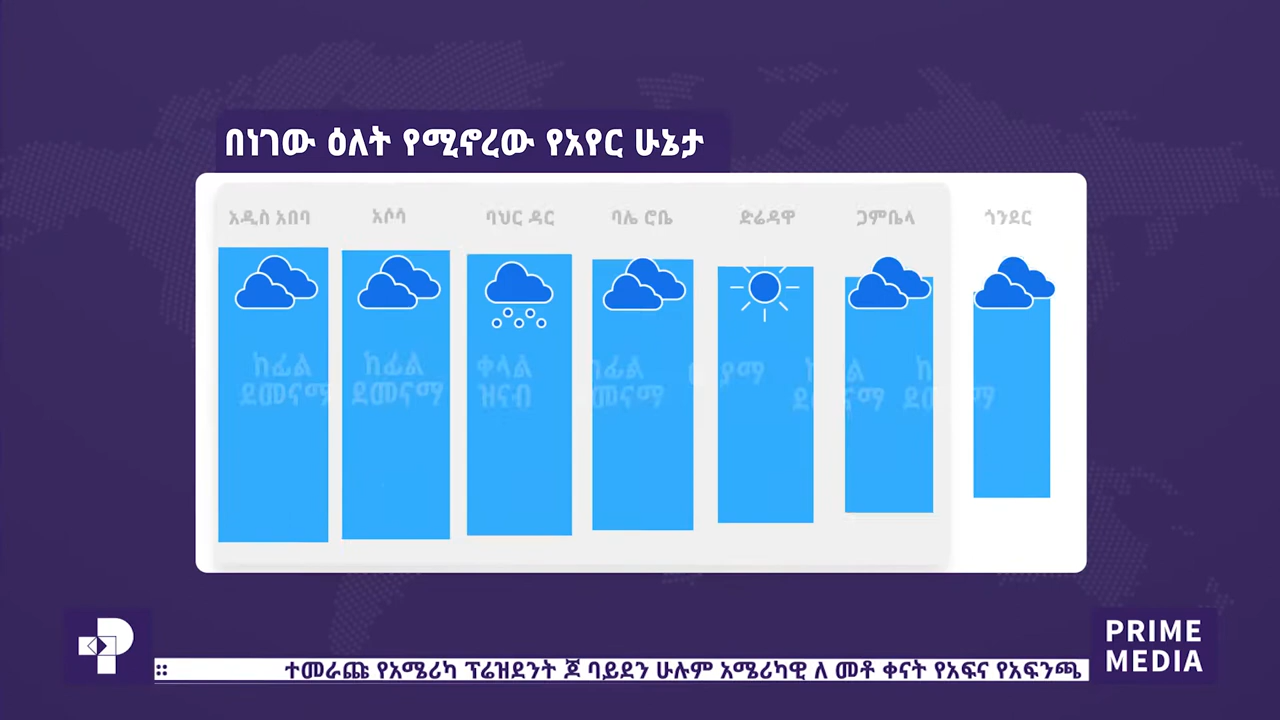 በነገው ዕለት የሚኖረው የአየር ሁኔታ
አዲስ አበባ አሶሳ ባህር ዳር ባሌ ሮቤ ድሬዳዋ ጋምቤላ ጎንደር
ከፊል ከፊል ቀላል
ደመናማ ደመናማ ዝናብ
PRIME
MEDIA
ተመራጩ የአሜሪካ ፕሬዝደንት ጆ ባይደን ሁሉም አሜሪካዊ ለ መቶ ቀናት የአፍና የአፍንጫ